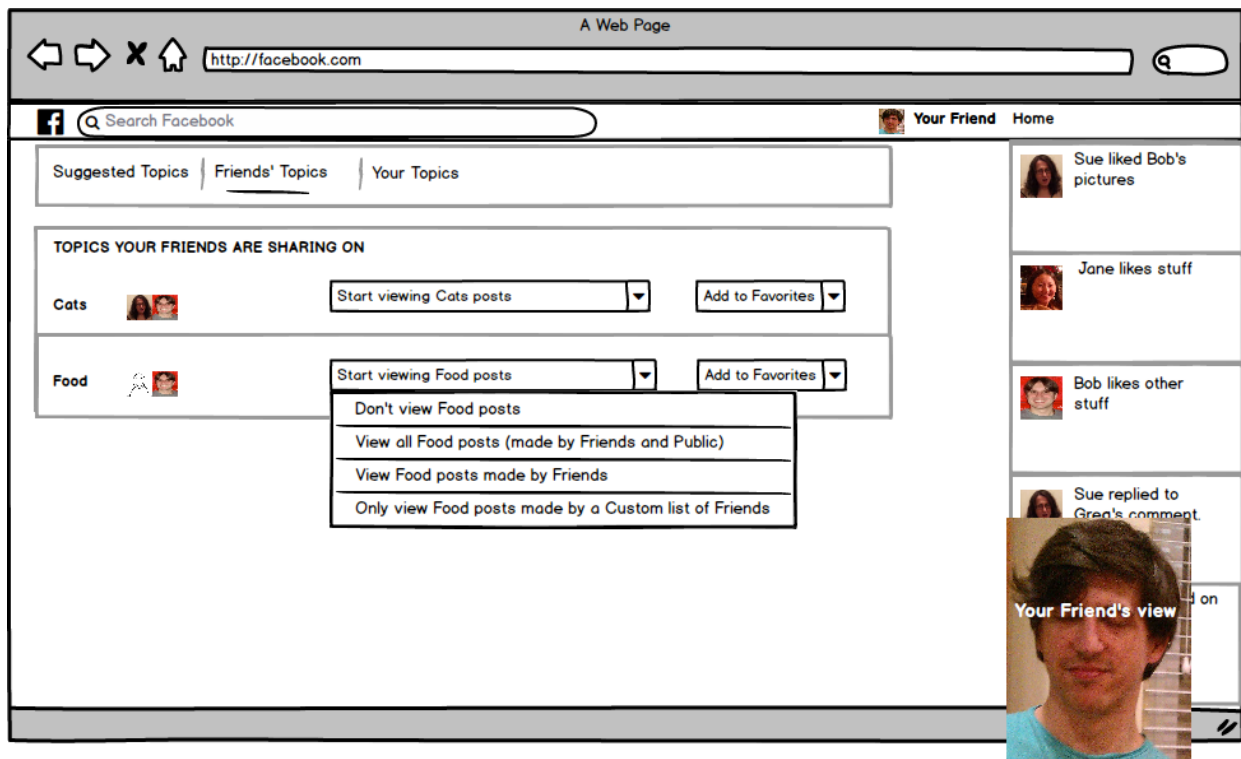 A Web Page
http://facebook.com
Search Facebook
Your Friend Home
Suggested Topics Friends' Topics Your Topics
TOPICS YOUR FRIENDS ARE SHARING ON
Cats Start viewing Cats posts Add to Favorites
Food Start viewing Food posts Add to Favorites
Don't view Food posts
View all Food posts (made by Friends and Public)
View Food posts made by Friends
Only view Food posts made by a Custom list of Friends
Sue liked Bob's
pictures
Jane likes stuff
Bob likes other
stuff
Sue replied to
Greg's comment.
on
Your Friend's view